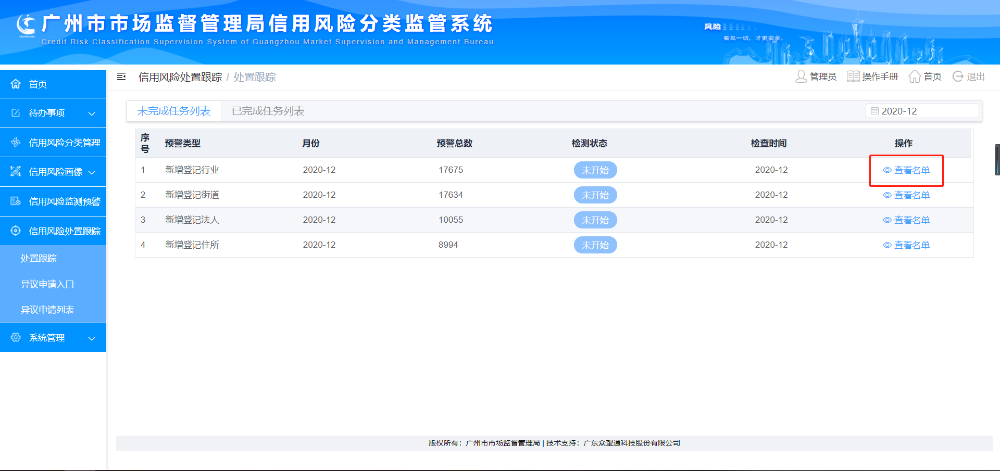 广州市市场监督管理局信用风险分类监管系统
Credit Risk Classification Supervision System of Guangzhou Market Supervision and Management Bureau
风险
看见一切，才更安全。
首页
待办事项
信用风险分类管理
信用风险画像
信用风险监测预警
信用风险处置跟踪
处置跟踪
异议申请入口
异议申请列表
系统管理
信用风险处置跟踪 / 处置跟踪
管理员 操作手册 首页 退出
未完成任务列表 已完成任务列表 2020-12
序号 预警类型 月份 预警总数 检测状态 检查时间 操作
1 新增登记行业 2020-12 17675 未开始 2020-12 查看名单
2 新增登记街道 2020-12 17634 未开始 2020-12 查看名单
3 新增登记法人 2020-12 10055 未开始 2020-12 查看名单
4 新增登记住所 2020-12 8994 未开始 2020-12 查看名单
版权所有：广州市市场监督管理局 | 技术支持：广东众望通科技股份有限公司